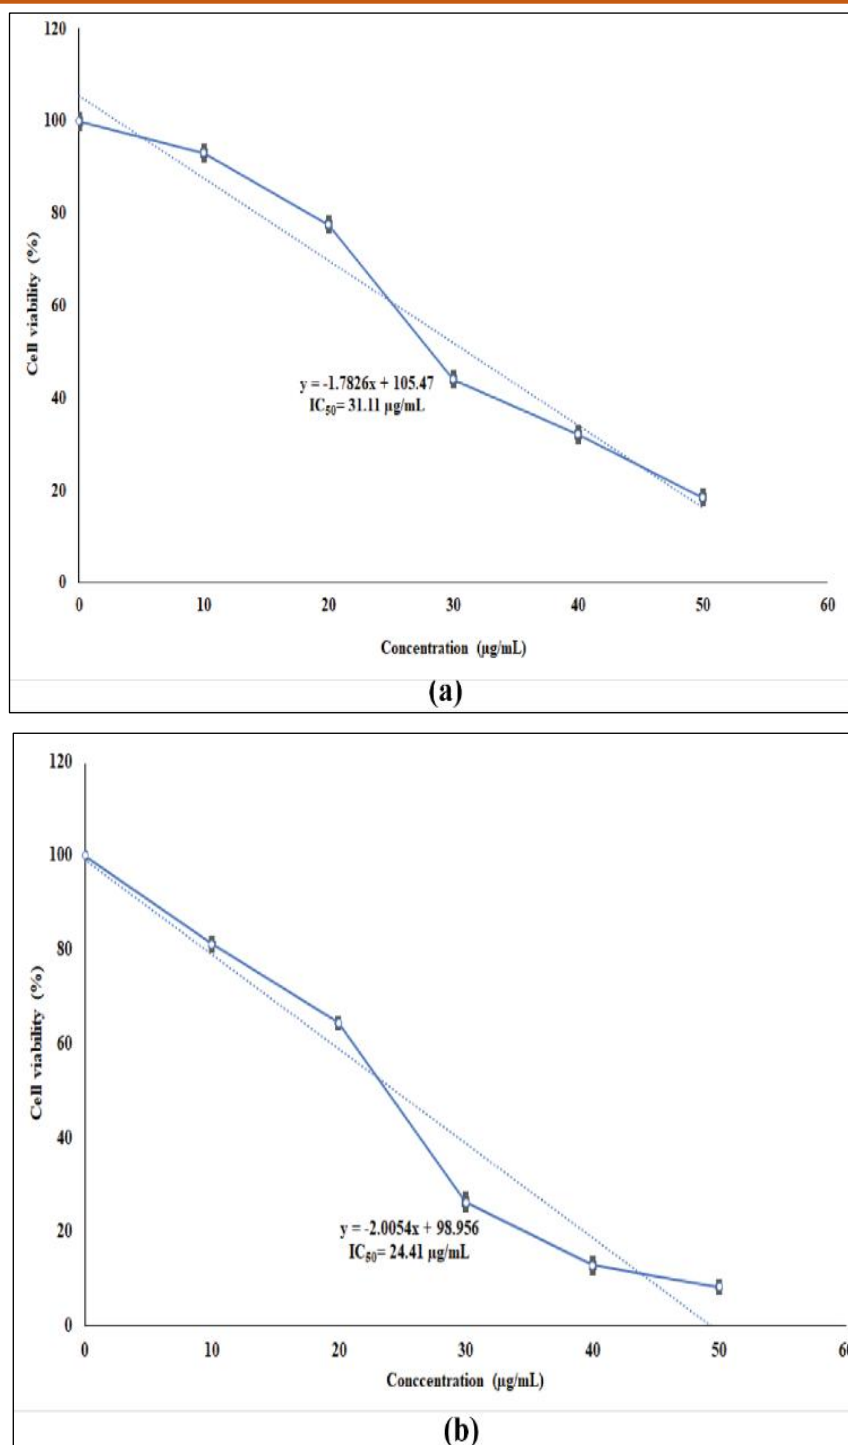 120
100
80
60
40
20
0
Cell viability (%)
y = -1.7826x + 105.47
IC50= 31.11 µg/mL
0 10 20 30 40 50 60
Concentration (µg/mL)
(a)
120
100
80
60
40
20
0
Cell viability (%)
y = -2.0054x + 98.956
IC50= 24.41 µg/mL
0 10 20 30 40 50 60
Conccentration (µg/mL)
(b)